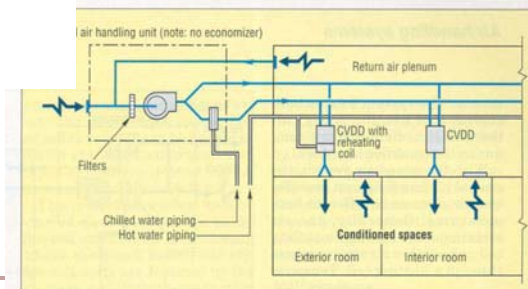 air handling unit (note: no economizer)
Return air plenum
CVDD with
reheating
coil
CVDD
Filters
Chilled water piping
Hot water piping
Conditioned spaces
Exterior room
Interior room